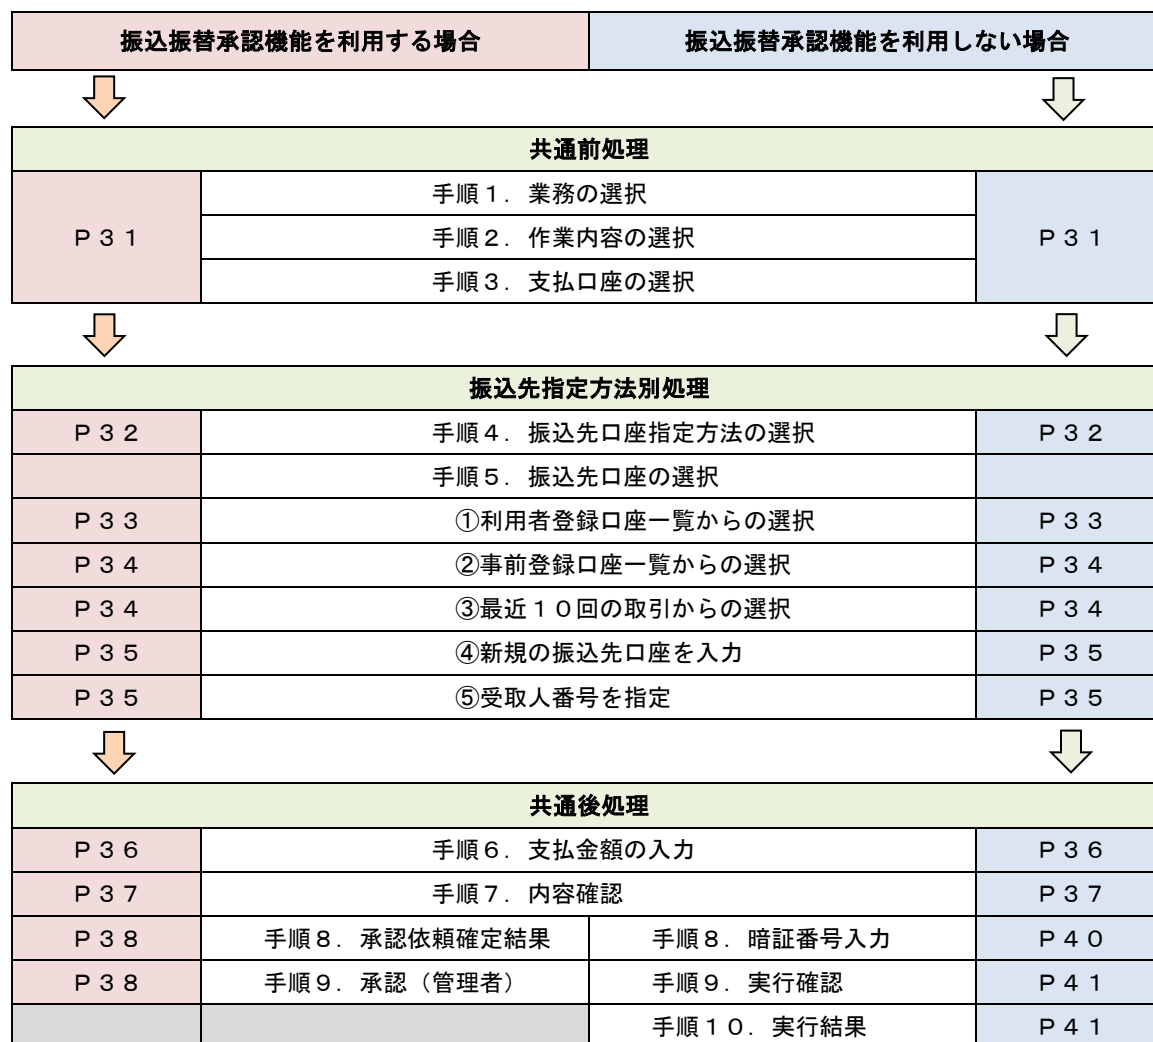 振込振替承認機能を利用する場合 振込振替承認機能を利用しない場合
共通前処理
手順１．業務の選択
Ｐ３１ 手順２．作業内容の選択 Ｐ３１
手順３．支払口座の選択
振込先指定方法別処理
Ｐ３２ 手順４．振込先口座指定方法の選択 Ｐ３２
手順５．振込先口座の選択
Ｐ３３ ①利用者登録口座一覧からの選択 Ｐ３３
Ｐ３４ ②事前登録口座一覧からの選択 Ｐ３４
Ｐ３４ ③最近１０回の取引からの選択 Ｐ３４
Ｐ３５ ④新規の振込先口座を入力 Ｐ３５
Ｐ３５ ⑤受取人番号を指定 Ｐ３５
共通後処理
Ｐ３６ 手順６．支払金額の入力 Ｐ３６
Ｐ３７ 手順７．内容確認 Ｐ３７
Ｐ３８ 手順８．承認依頼確定結果 手順８．暗証番号入力 Ｐ４０
Ｐ３８ 手順９．承認（管理者） 手順９．実行確認 Ｐ４１
手順１０．実行結果 Ｐ４１